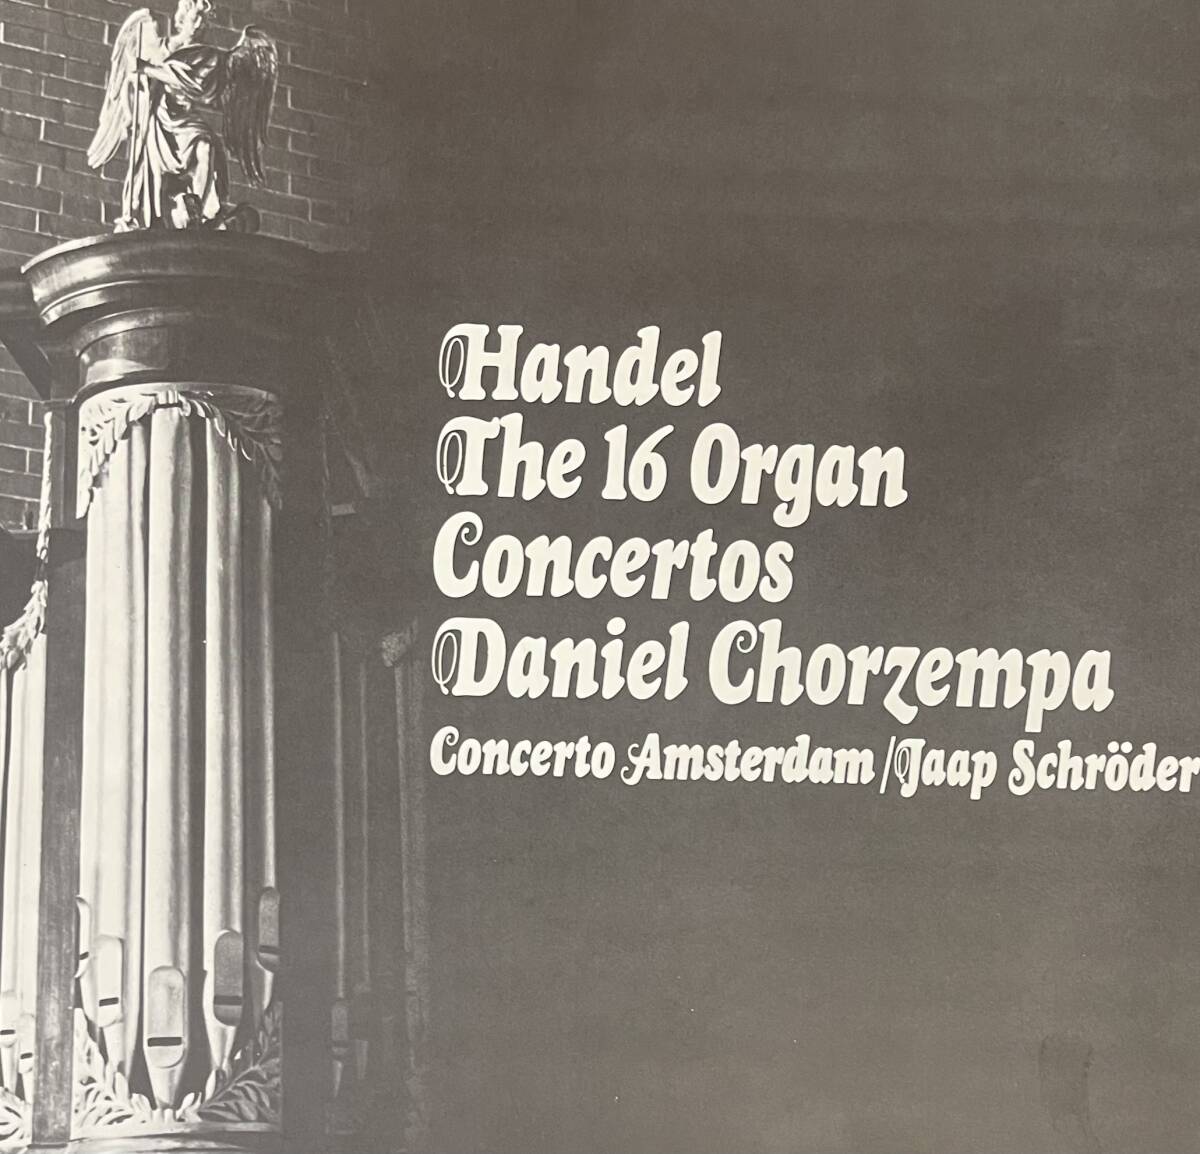 Handel
The 16 Organ
Concertos
Daniel Chorzempa
Concerto Amsterdam/Jaap Schröder